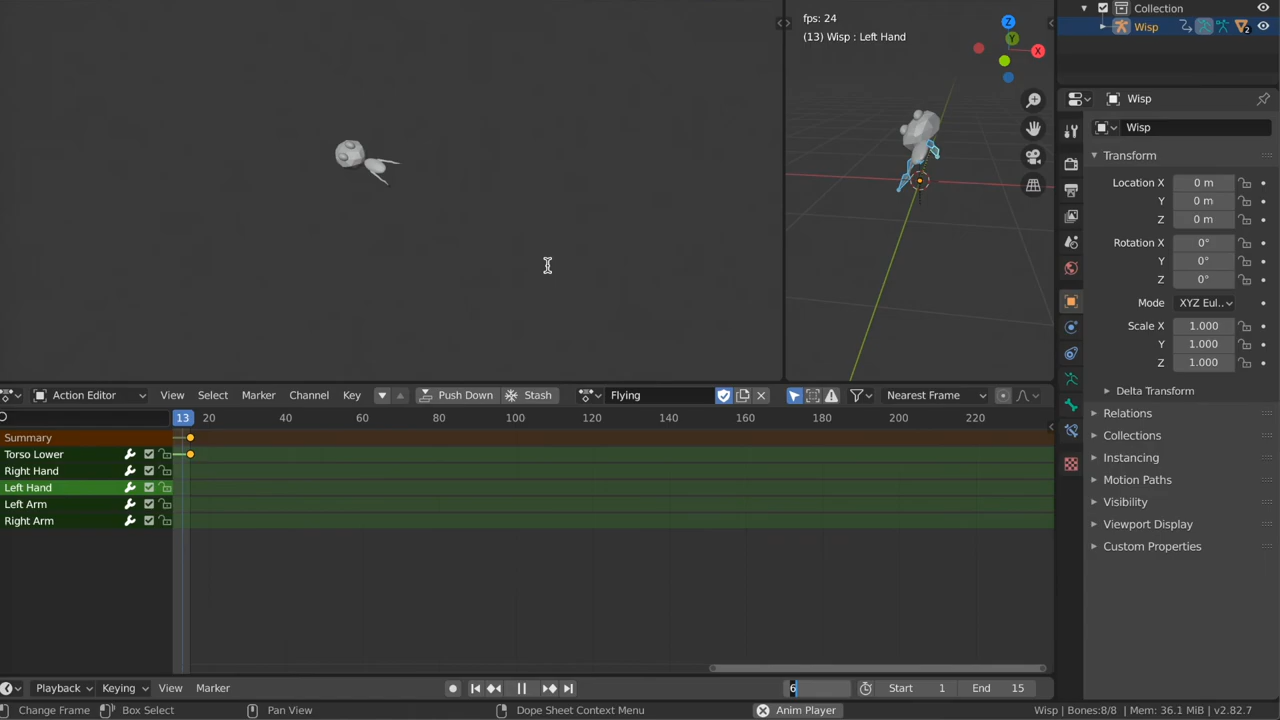 fps: 24
(13) Wisp : Left Hand
Z
Y
X
Collection
Wisp
2
Wisp
Wisp
Transform
Location X 0 m
Y 0 m
Z 0 m
Rotation X 0°
Y 0°
Z 0°
Mode XYZ Eul..
Scale X 1.000
Y 1.000
Z 1.000
Delta Transform
Relations
Collections
Instancing
Motion Paths
Visibility
Viewport Display
Custom Properties
Action Editor View Select Marker Channel Key Push Down Stash Flying Nearest Frame
13 20 40 60 80 100 120 140 160 180 200 220
Summary
Torso Lower
Right Hand
Left Hand
Left Arm
Right Arm
Playback Keying View Marker 6 Start 1 End 15
Change Frame Box Select Pan View Dope Sheet Context Menu Anim Player Wisp | Bones:8/8 | Mem: 36.1 MiB | v2.82.7